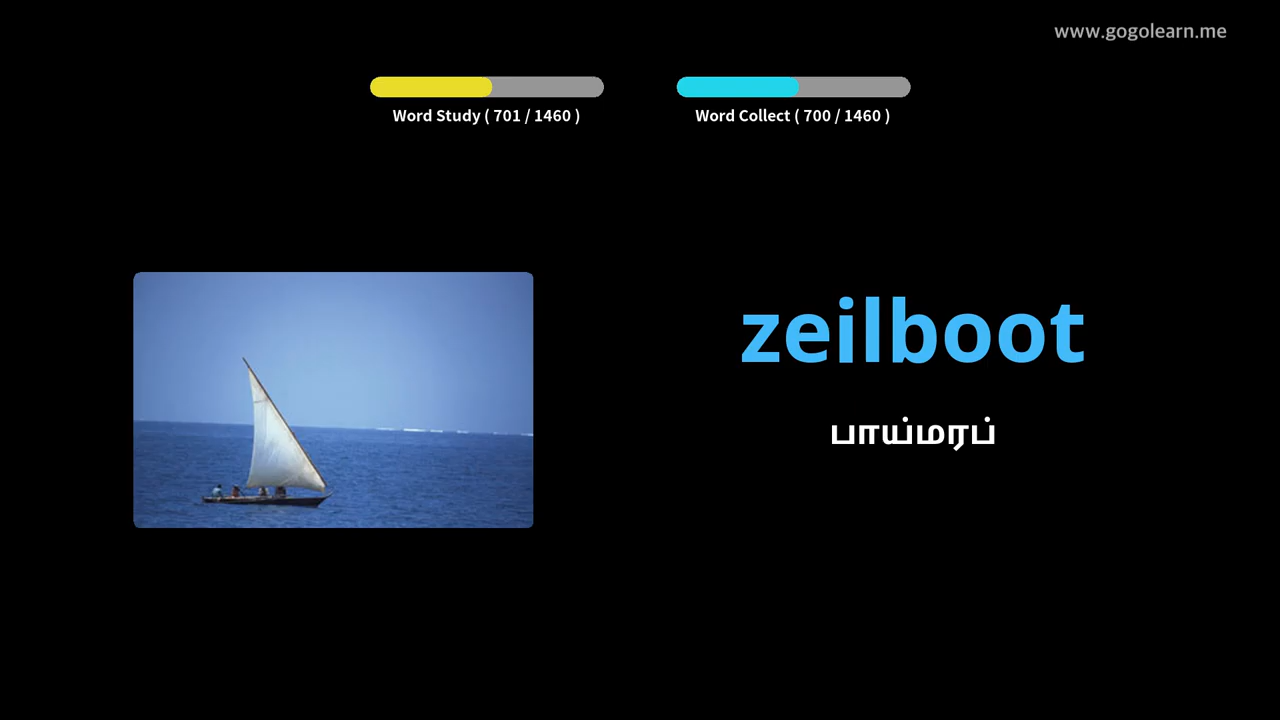 www.gogolearn.me
Word Study ( 701 / 1460 )
Word Collect ( 700 / 1460 )
zeilboot
பாய்மரப்